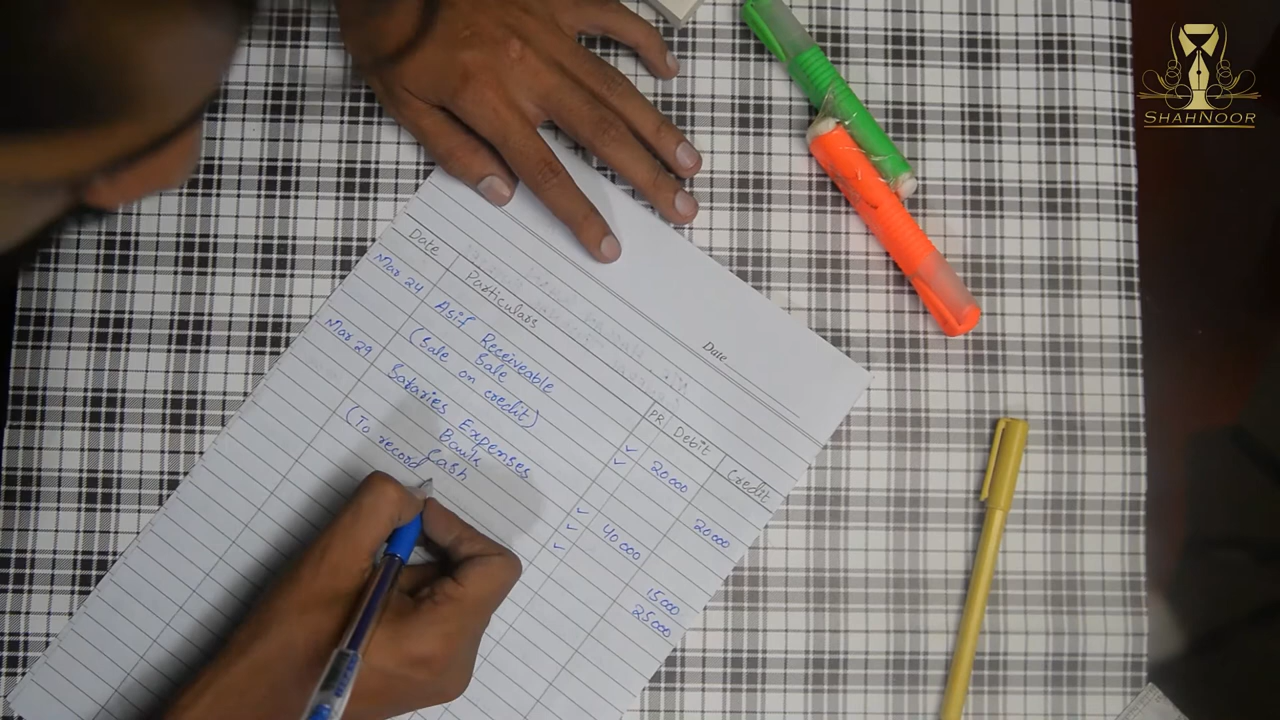 SHAHNOOR
Date
Date Particulars PR Debit Credit
Mar 24 Asif Receiveable ✓ 20000
Sale ✓ 20000
(Sale on credit)
Mar 29 Salaries Expenses ✓ 40000
Bank ✓ 15000
Cash ✓ 25000
(To record